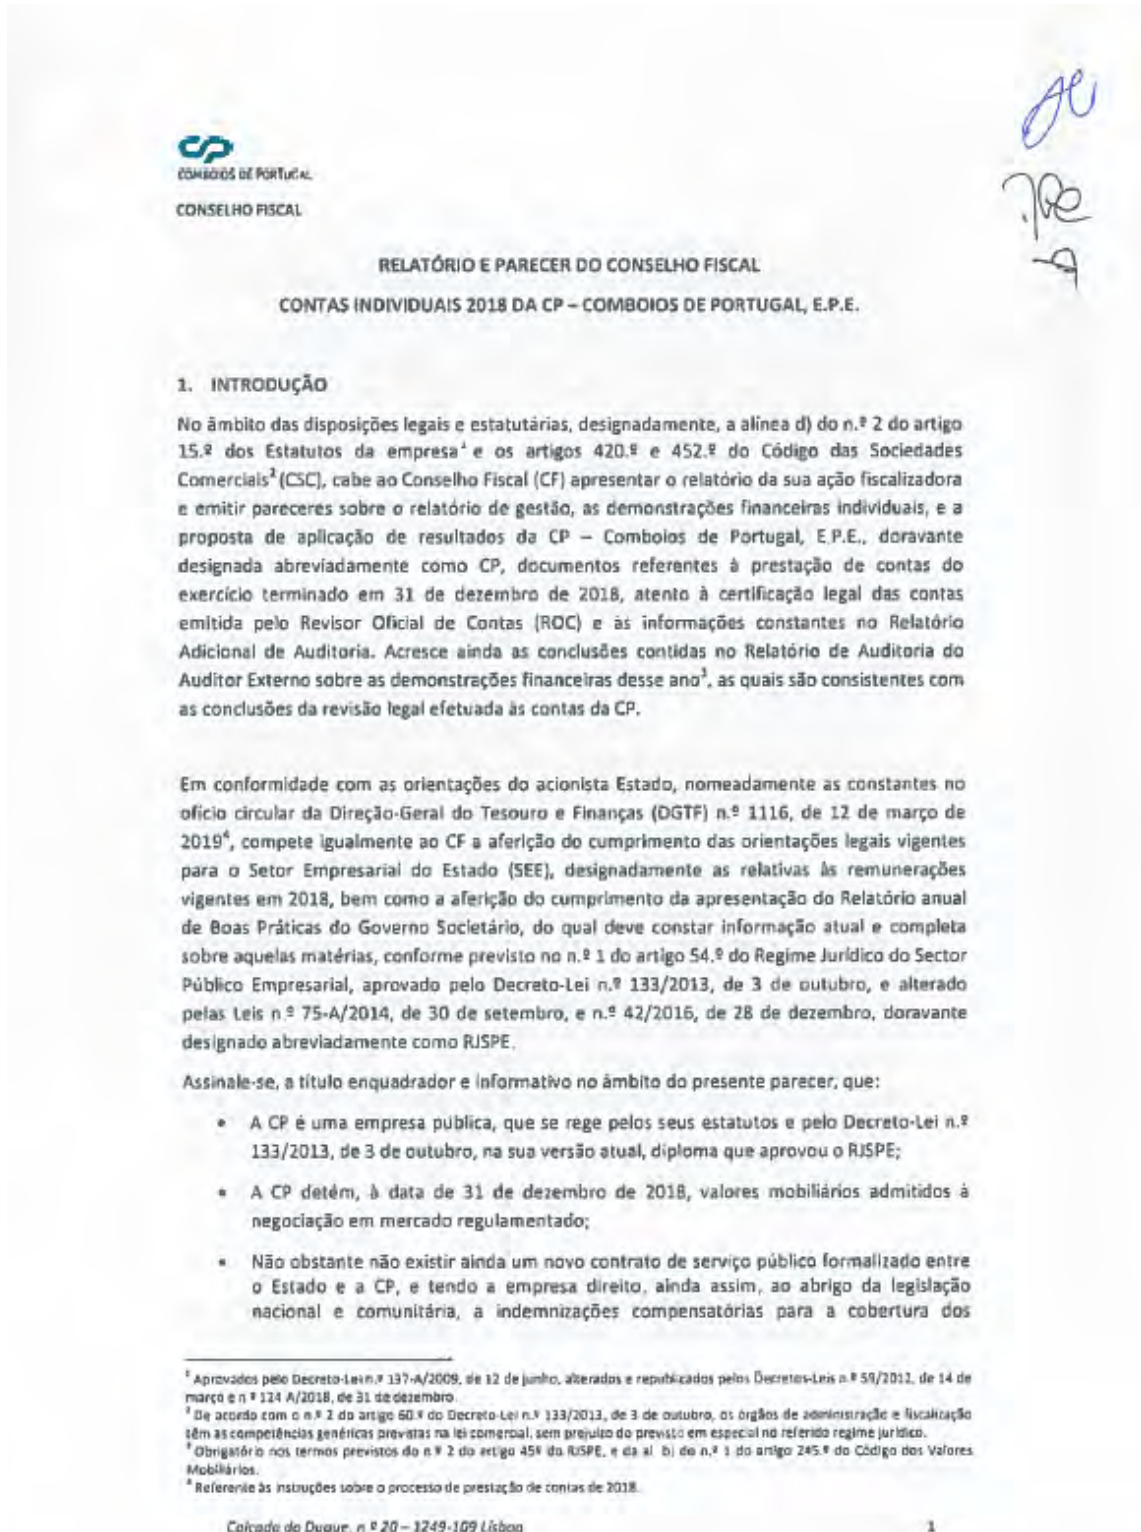 CP
COMBOIOS DE PORTUGAL
CONSELHO FISCAL
RELATÓRIO E PARECER DO CONSELHO FISCAL
CONTAS INDIVIDUAIS 2018 DA CP – COMBOIOS DE PORTUGAL, E.P.E.
1. INTRODUÇÃO
No âmbito das disposições legais e estatutárias, designadamente, a alínea d) do n.º 2 do artigo
15.º dos Estatutos da empresa¹ e os artigos 420.º e 452.º do Código das Sociedades
Comerciais² (CSC), cabe ao Conselho Fiscal (CF) apresentar o relatório da sua ação fiscalizadora
e emitir pareceres sobre o relatório de gestão, as demonstrações financeiras individuais, e a
proposta de aplicação de resultados da CP – Comboios de Portugal, E.P.E., doravante
designada abreviadamente como CP, documentos referentes à prestação de contas do
exercício terminado em 31 de dezembro de 2018, atento à certificação legal das contas
emitida pelo Revisor Oficial de Contas (ROC) e às informações constantes no Relatório
Adicional de Auditoria. Acresce ainda as conclusões contidas no Relatório de Auditoria do
Auditor Externo sobre as demonstrações financeiras desse ano³, as quais são consistentes com
as conclusões da revisão legal efetuada às contas da CP.
Em conformidade com as orientações do acionista Estado, nomeadamente as constantes no
ofício circular da Direção-Geral do Tesouro e Finanças (DGTF) n.º 1116, de 12 de março de
2019⁴, compete igualmente ao CF a aferição do cumprimento das orientações legais vigentes
para o Setor Empresarial do Estado (SEE), designadamente as relativas às remunerações
vigentes em 2018, bem como a aferição do cumprimento da apresentação do Relatório anual
de Boas Práticas do Governo Societário, do qual deve constar informação atual e completa
sobre aquelas matérias, conforme previsto no n.º 1 do artigo 54.º do Regime Jurídico do Sector
Público Empresarial, aprovado pelo Decreto-Lei n.º 133/2013, de 3 de outubro, e alterado
pelas Leis n.º 75-A/2014, de 30 de setembro, e n.º 42/2016, de 28 de dezembro, doravante
designado abreviadamente como RJSPE.
Assinale-se, a título enquadrador e informativo no âmbito do presente parecer, que:
• A CP é uma empresa pública, que se rege pelos seus estatutos e pelo Decreto-Lei n.º
133/2013, de 3 de outubro, na sua versão atual, diploma que aprovou o RJSPE;
• A CP detém, à data de 31 de dezembro de 2018, valores mobiliários admitidos à
negociação em mercado regulamentado;
• Não obstante não existir ainda um novo contrato de serviço público formalizado entre
o Estado e a CP, e tendo a empresa direito, ainda assim, ao abrigo da legislação
nacional e comunitária, a indemnizações compensatórias para a cobertura dos
¹ Aprovados pelo Decreto-Lei n.º 137-A/2009, de 12 de junho, alterados e republicados pelos Decretos-Leis n.º 59/2012, de 14 de
março e n.º 124-A/2018, de 31 de dezembro.
² De acordo com o n.º 2 do artigo 60.º do Decreto-Lei n.º 133/2013, de 3 de outubro, os órgãos de administração e fiscalização
têm as competências genéricas previstas na lei comercial, sem prejuízo do previsto em especial no referido regime jurídico.
³ Obrigatório nos termos previstos do n.º 2 do artigo 45º do RJSPE, e da al. b) do n.º 1 do artigo 245.º do Código dos Valores
Mobiliários.
⁴ Referente às instruções sobre o processo de prestação de contas de 2018.
Calçada do Duque, n.º 20 – 1249-109 Lisboa 1